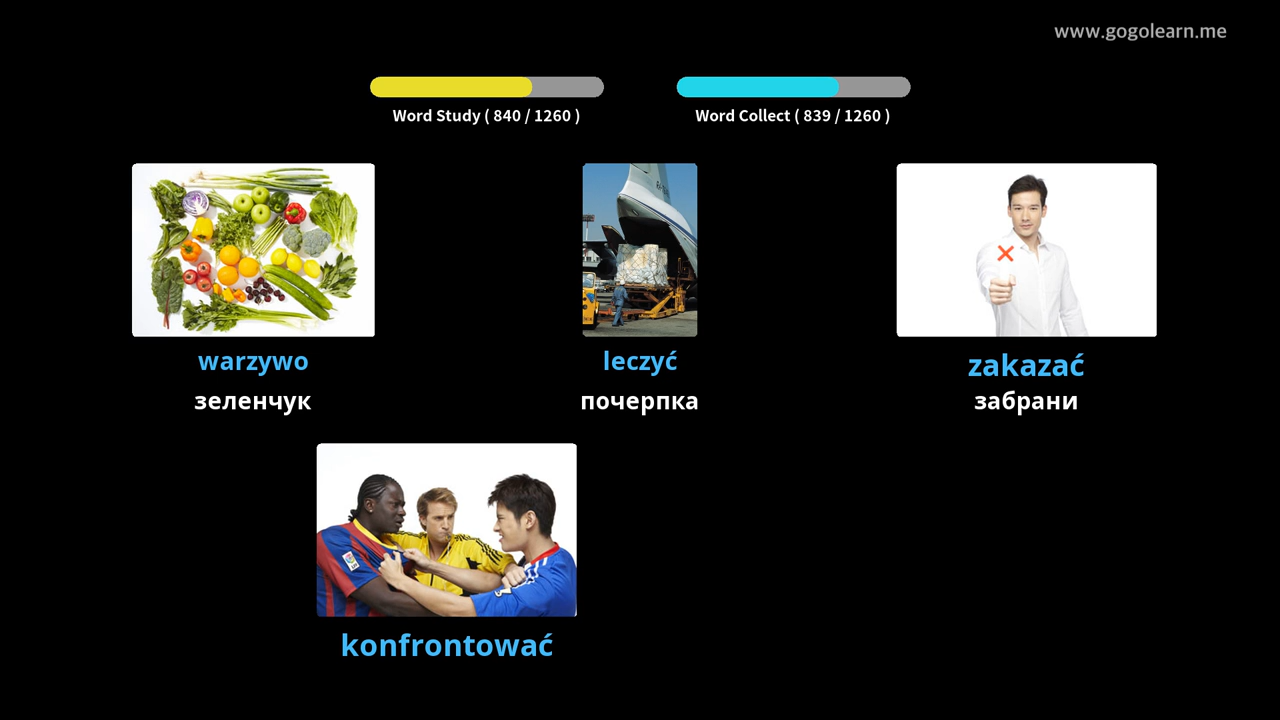 www.gogolearn.me
Word Study ( 840 / 1260 )
Word Collect ( 839 / 1260 )
warzywo
leczyć
zakazać
зеленчук
почерпка
забрани
konfrontować